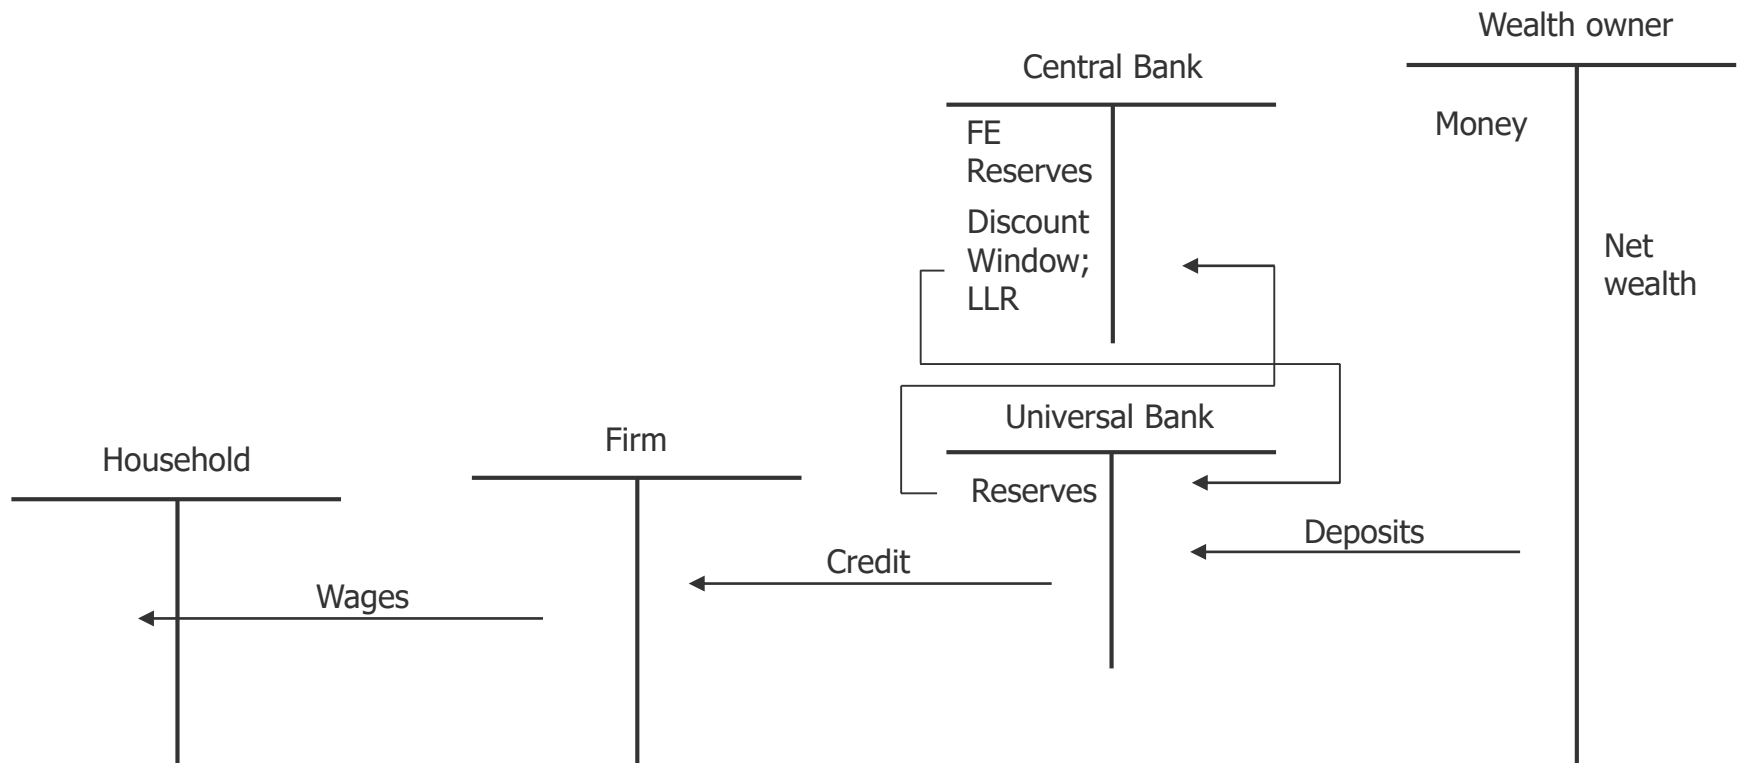 Wealth owner
Central Bank
Money
FE
Reserves
Discount
Window;
LLR
Net
wealth
Universal Bank
Firm
Household
Reserves
Deposits
Credit
Wages